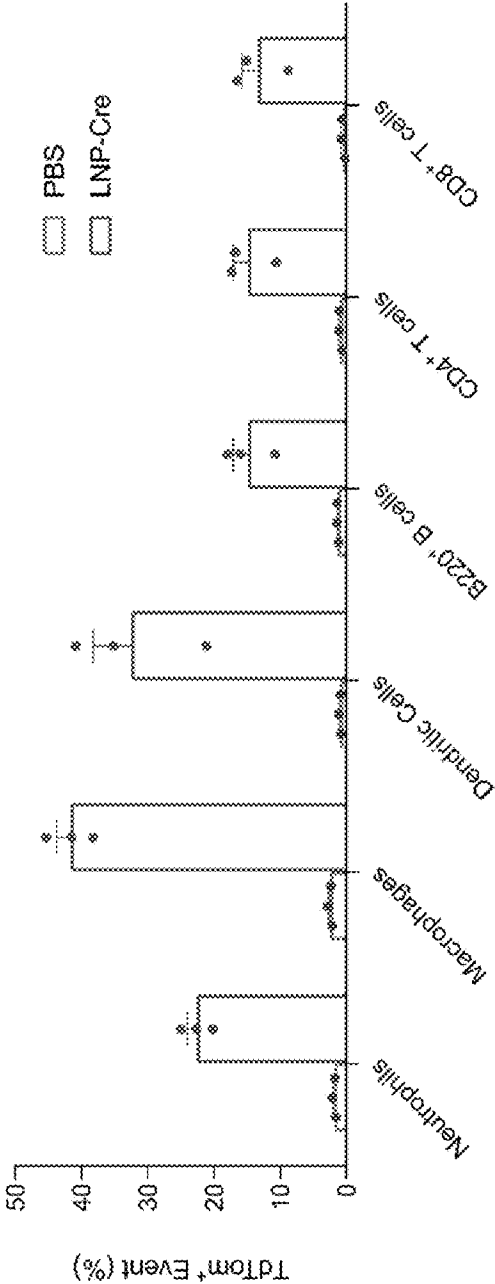 TdTom⁺ Event (%)
50
40
30
20
10
0
PBS
LNP-Cre
Neutrophils
Macrophages
Dendritic Cells
B220⁺ B cells
CD4⁺ T cells
CD8⁺ T cells